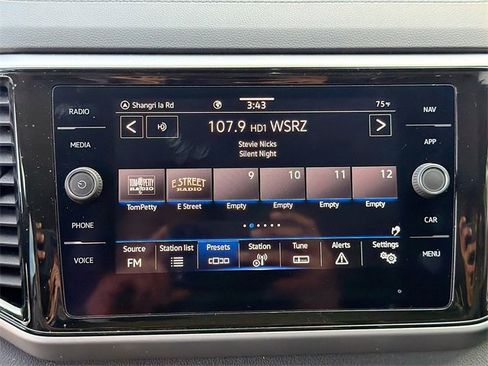 RADIO
MEDIA
PHONE
VOICE
Shangri la Rd 3:43 75°F
107.9 HD1 WSRZ
Stevie Nicks
Silent Night
TOM PETTY RADIO
E STREET RADIO
9 10 11 12
TomPetty E Street Empty Empty Empty Empty
Source Station list Presets Station Tune Alerts Settings
FM
NAV
APP
CAR
MENU